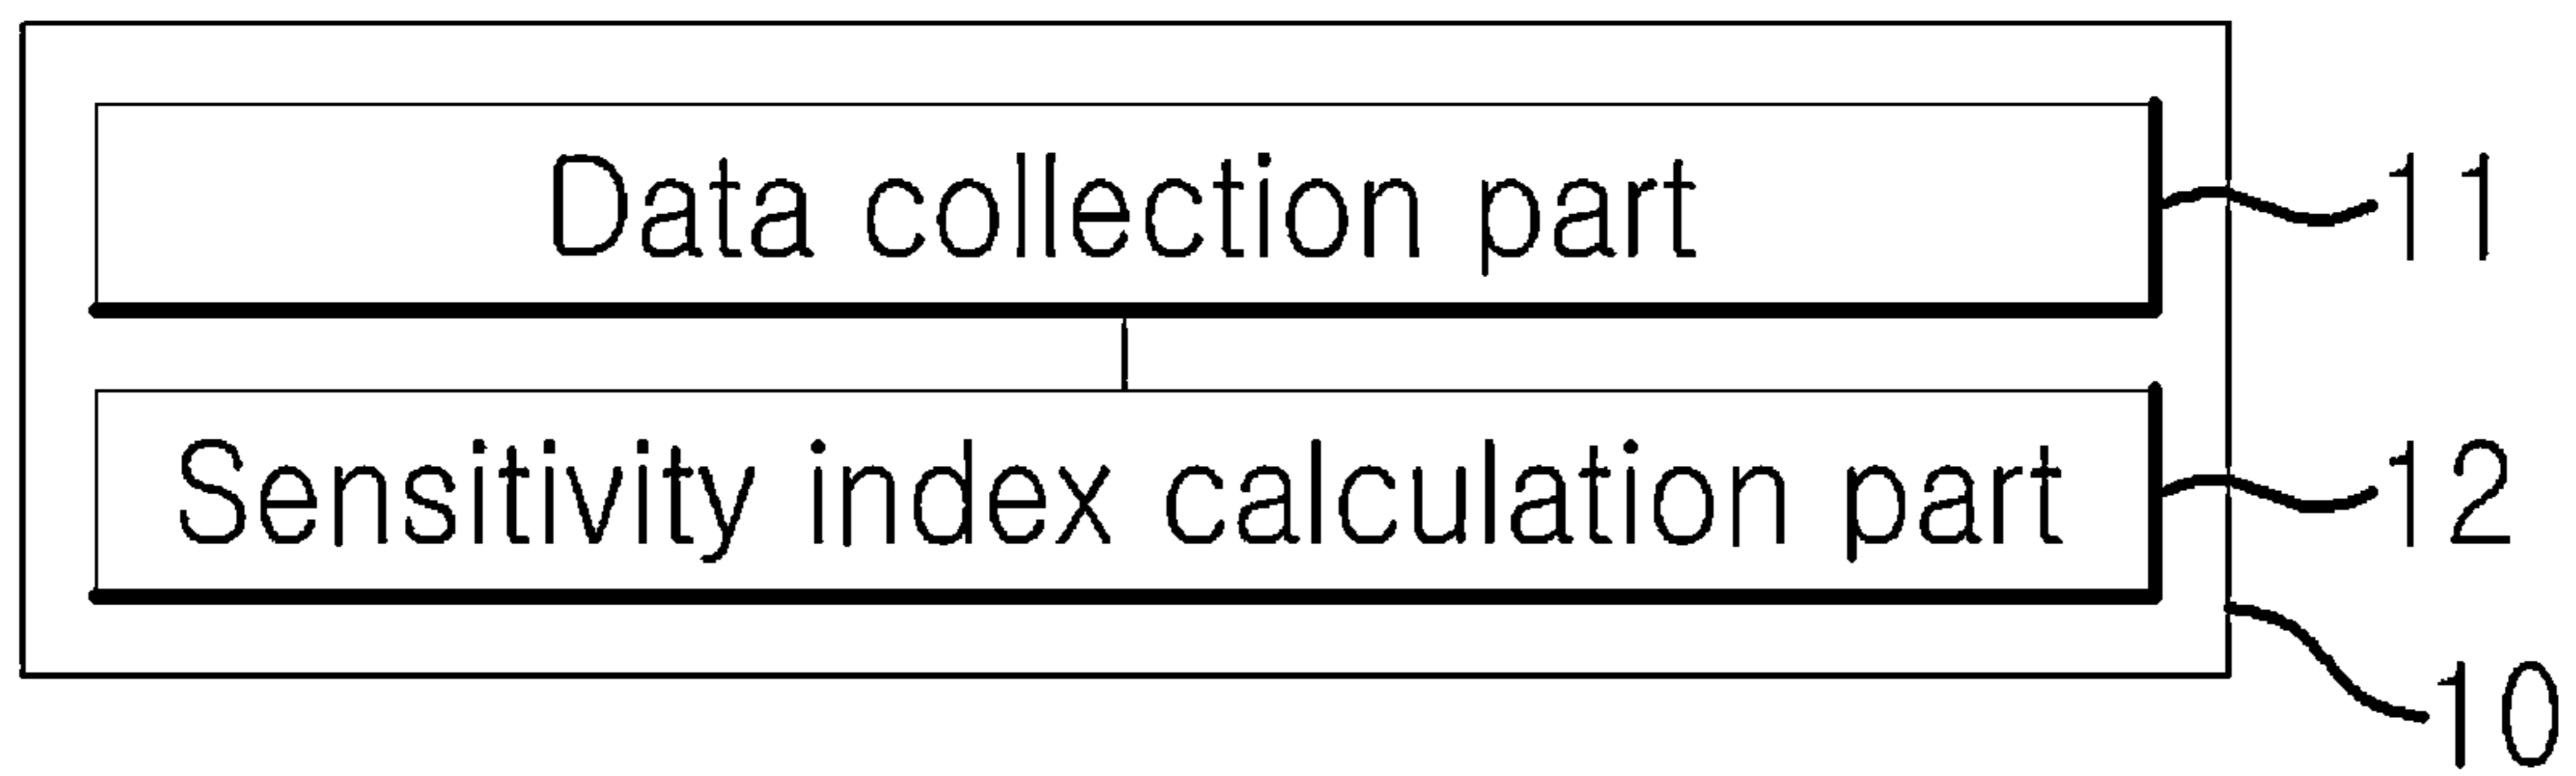 Data collection part
11
Sensitivity index calculation part
12
10